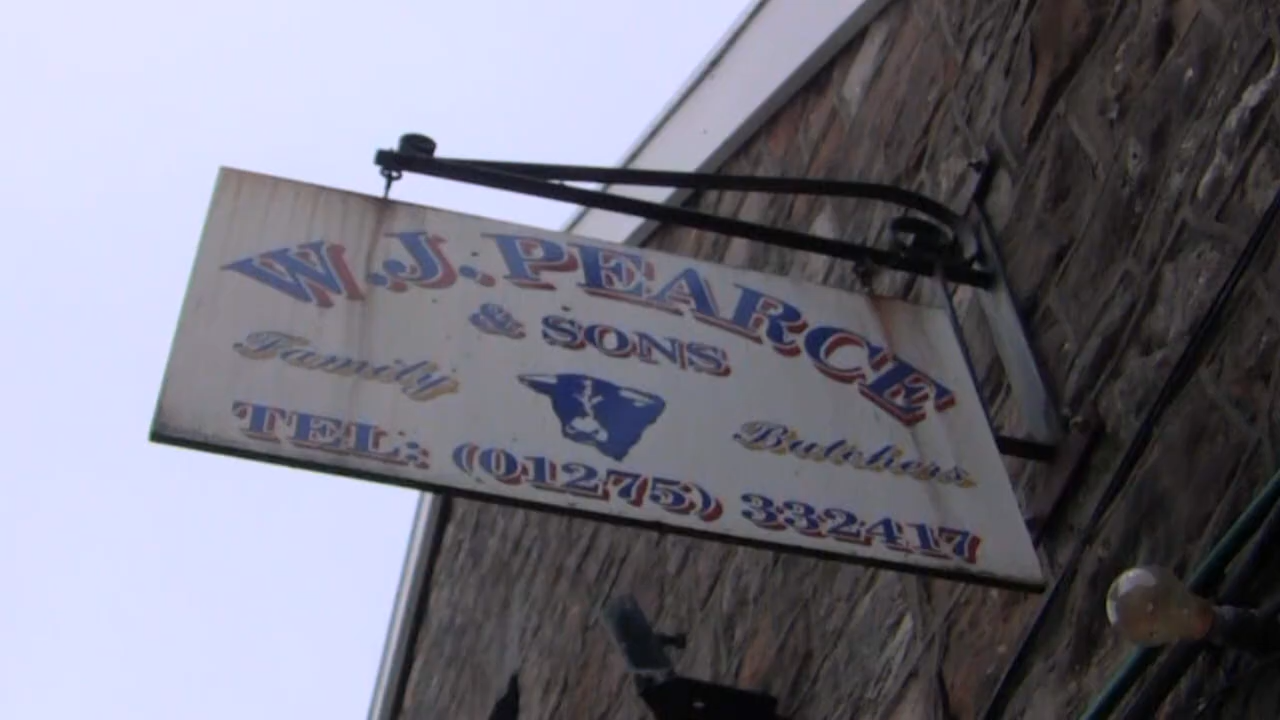 W.J. PEARCE
& SONS
Family Butchers
TEL: (01275) 332417